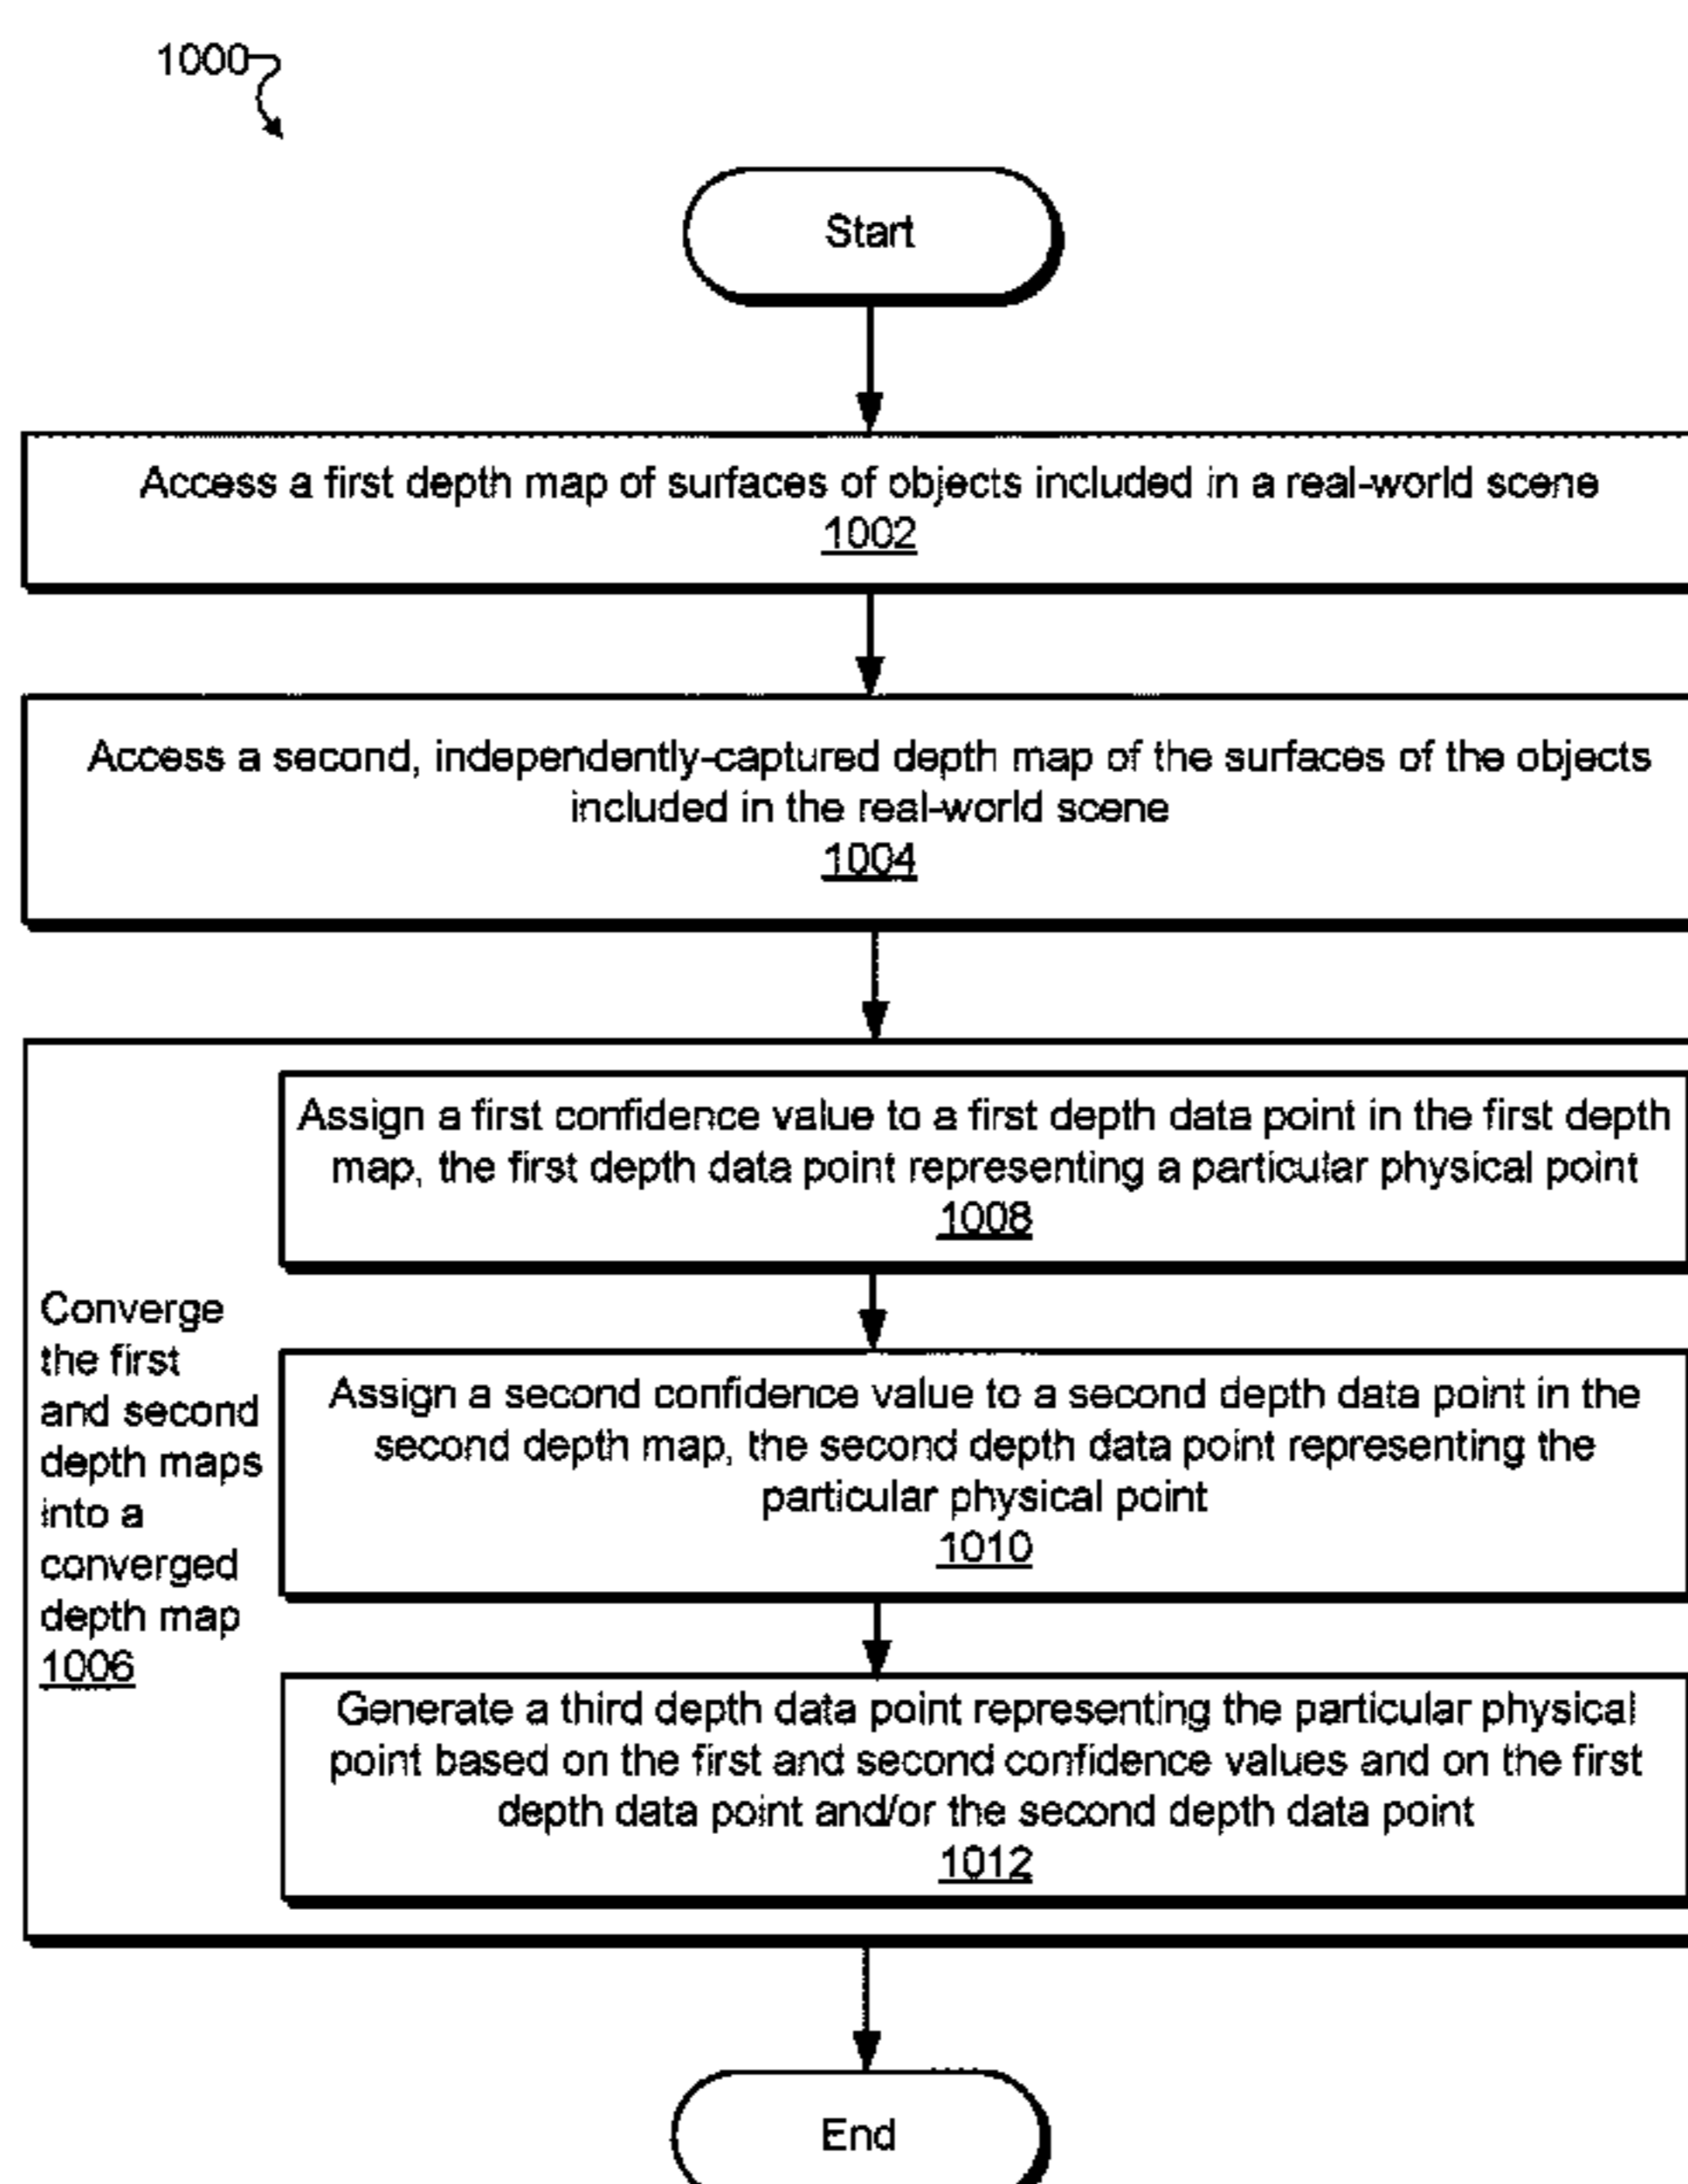 1000
Start
Access a first depth map of surfaces of objects included in a real-world scene
1002
Access a second, independently-captured depth map of the surfaces of the objects
included in the real-world scene
1004
Converge
the first
and second
depth maps
into a
converged
depth map
1006
Assign a first confidence value to a first depth data point in the first depth
map, the first depth data point representing a particular physical point
1008
Assign a second confidence value to a second depth data point in the
second depth map, the second depth data point representing the
particular physical point
1010
Generate a third depth data point representing the particular physical
point based on the first and second confidence values and on the first
depth data point and/or the second depth data point
1012
End